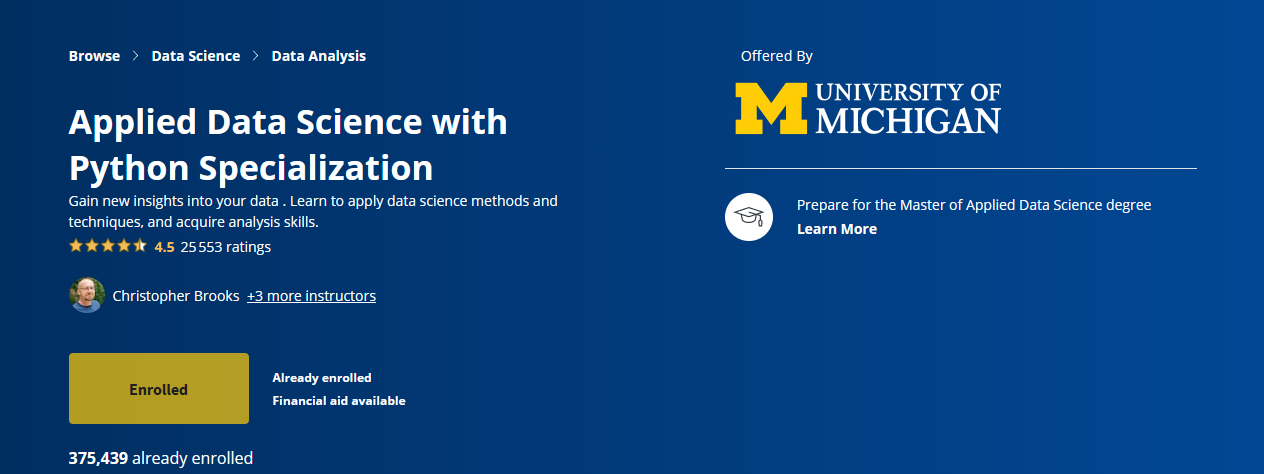 Browse > Data Science > Data Analysis
Applied Data Science with
Python Specialization
Gain new insights into your data . Learn to apply data science methods and
techniques, and acquire analysis skills.
4.5 25 553 ratings
Christopher Brooks +3 more instructors
Enrolled
Already enrolled
Financial aid available
375,439 already enrolled
Offered By
M UNIVERSITY OF
MICHIGAN
Prepare for the Master of Applied Data Science degree
Learn More